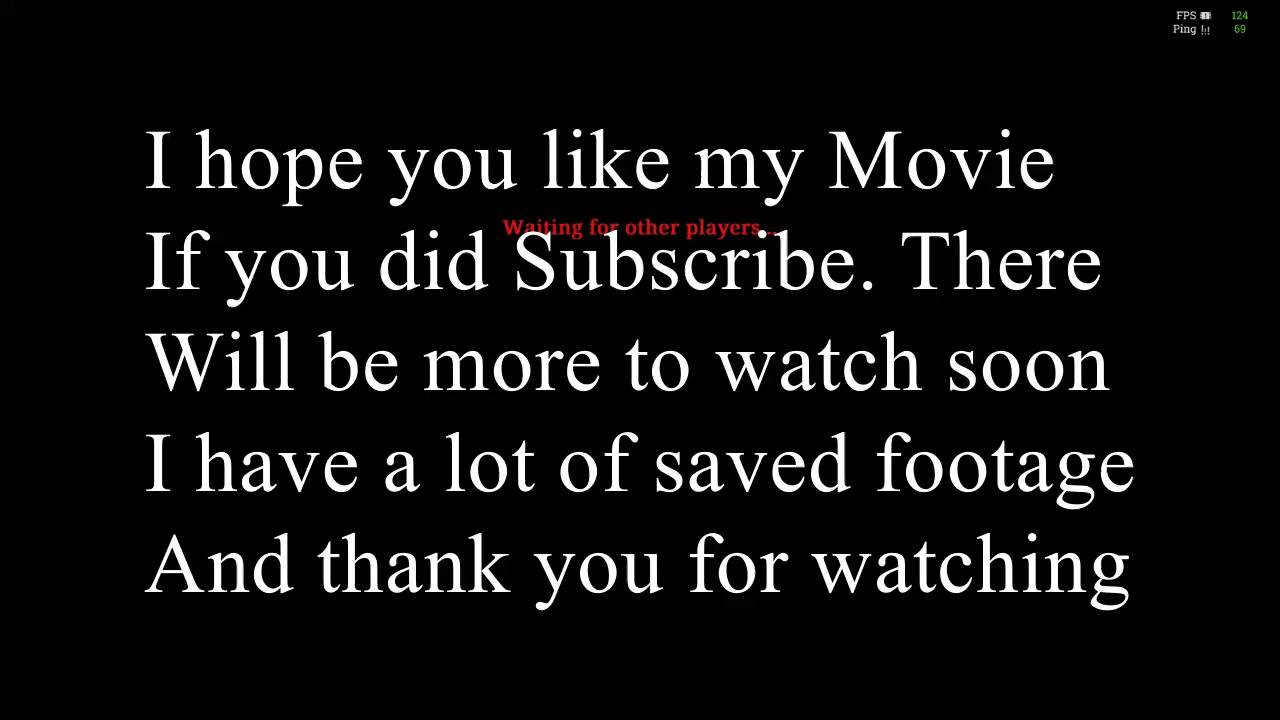 FPS 124
Ping 69
I hope you like my Movie
Waiting for other players...
If you did Subscribe. There
Will be more to watch soon
I have a lot of saved footage
And thank you for watching